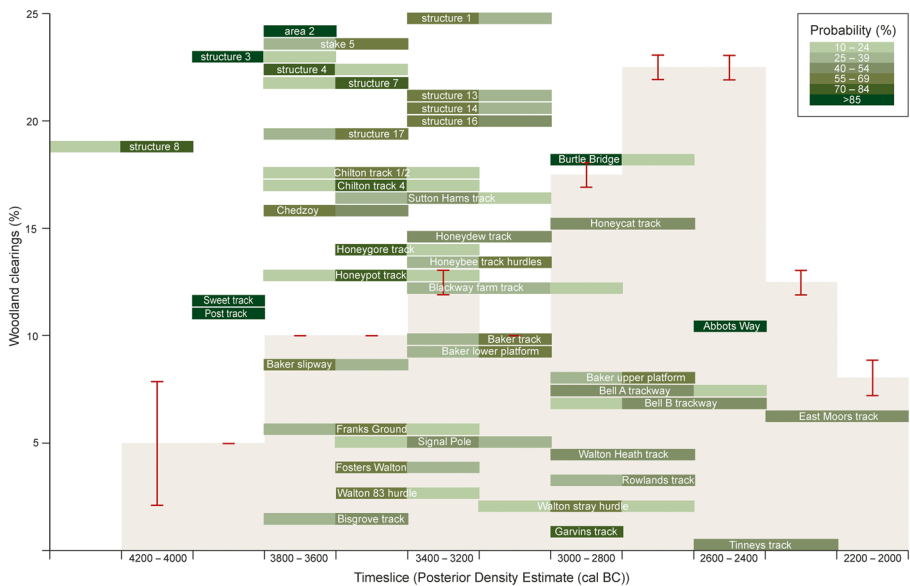 25
structure 1
area 2
stake 5
structure 3
structure 4
structure 7
structure 13
structure 14
structure 16
structure 17
structure 8
Probability (%)
10 – 24
25 – 39
40 – 54
55 – 69
70 – 84
>85
20
15
10
5
Woodland clearings (%)
Burtle Bridge
Chilton track 1/2
Chilton track 4
Sutton Hams track
Chedzoy
Honeycat track
Honeydew track
Honeygore track
Honeybee track hurdles
Honeypot track
Blackway farm track
Sweet track
Post track
Abbots Way
Baker track
Baker lower platform
Baker slipway
Baker upper platform
Bell A trackway
Bell B trackway
East Moors track
Franks Ground
Signal Pole
Walton Heath track
Fosters Walton
Rowlands track
Walton 83 hurdle
Walton stray hurdle
Bisgrove track
Garvins track
Tinneys track
4200 – 4000
3800 – 3600
3400 – 3200
3000 – 2800
2600 – 2400
2200 – 2000
Timeslice (Posterior Density Estimate (cal BC))